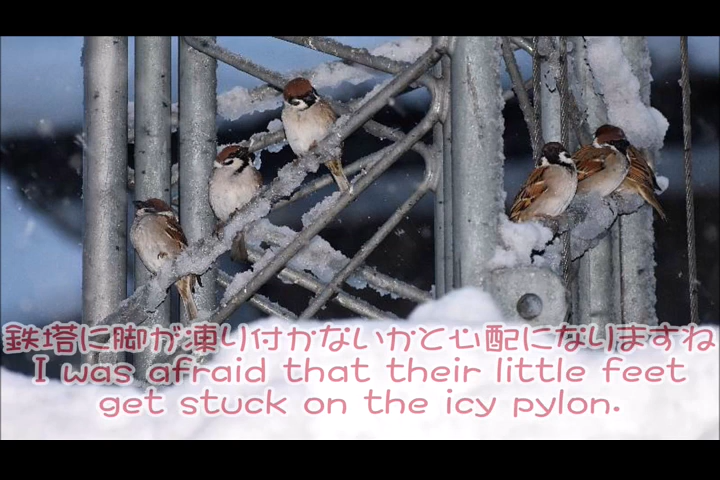 鉄塔に脚が凍り付かないかと心配になりますね
I was afraid that their little feet
get stuck on the icy pylon.